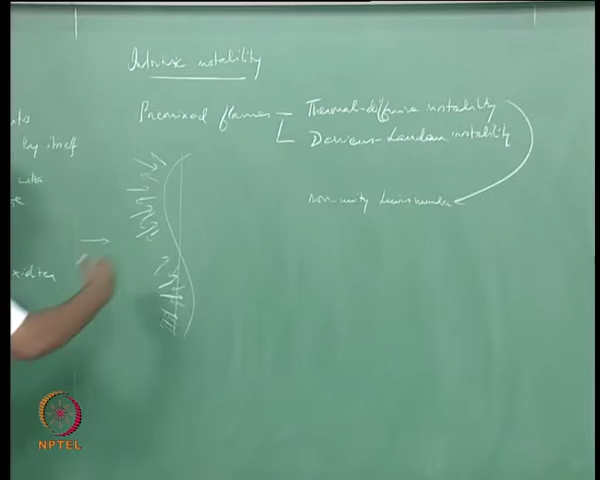 Intrinsic instability
Premixed flames
Thermal-diffusive instability
Darrieus-Landau instability
by itself
non-unity Lewis number
NPTEL